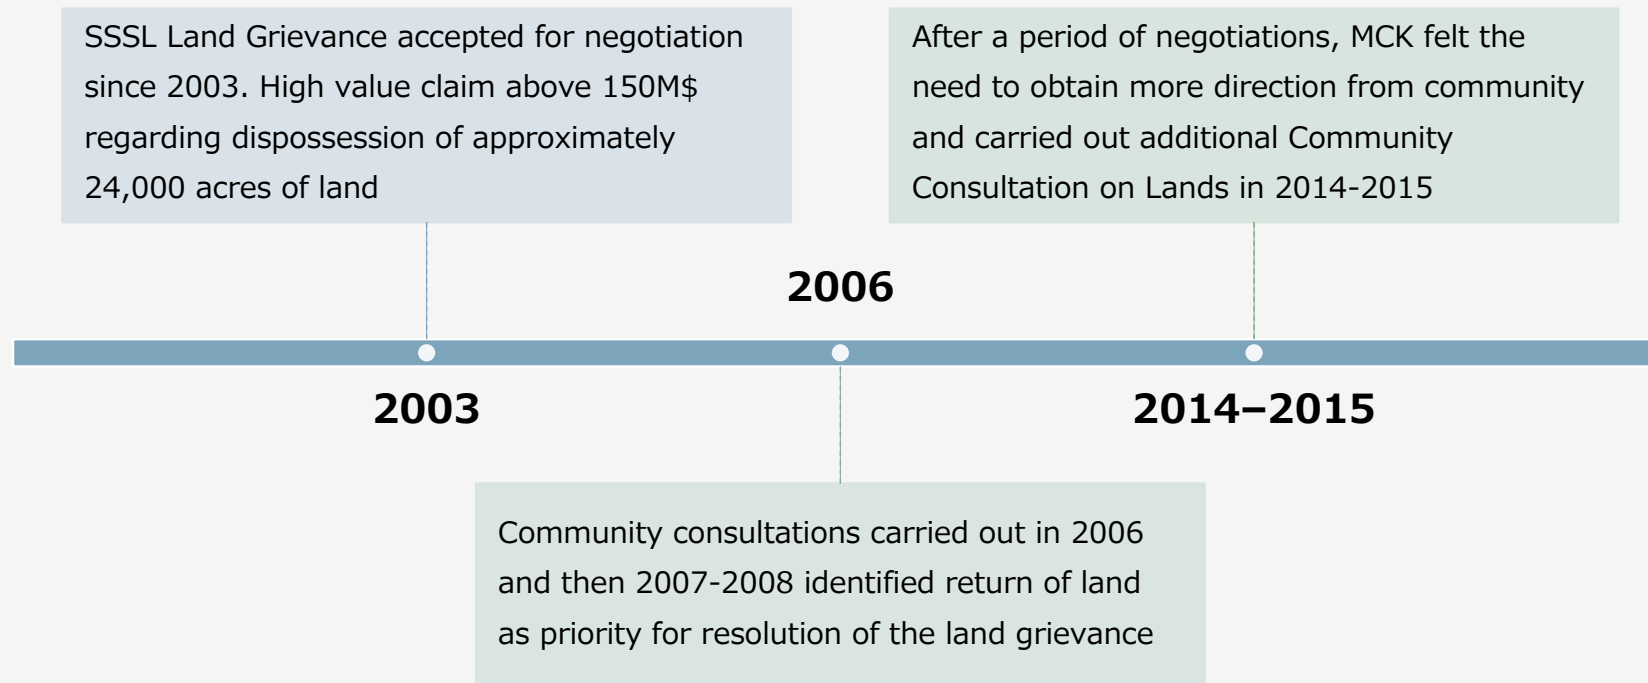 SSSL Land Grievance accepted for negotiation
since 2003. High value claim above 150M$
regarding dispossession of approximately
24,000 acres of land
After a period of negotiations, MCK felt the
need to obtain more direction from community
and carried out additional Community
Consultation on Lands in 2014-2015
2006
2003
2014–2015
Community consultations carried out in 2006
and then 2007-2008 identified return of land
as priority for resolution of the land grievance